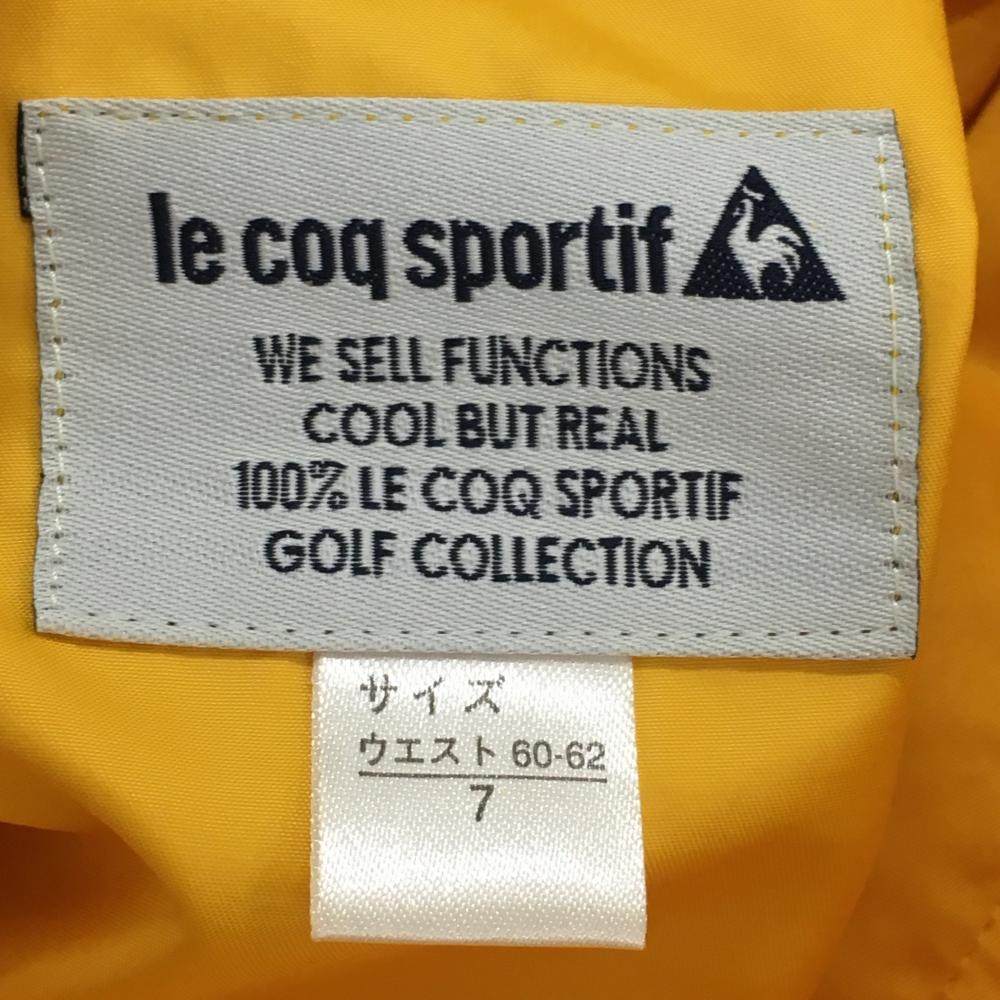 le coq sportif
WE SELL FUNCTIONS
COOL BUT REAL
100% LE COQ SPORTIF
GOLF COLLECTION
サイズ
ウエスト 60-62
7